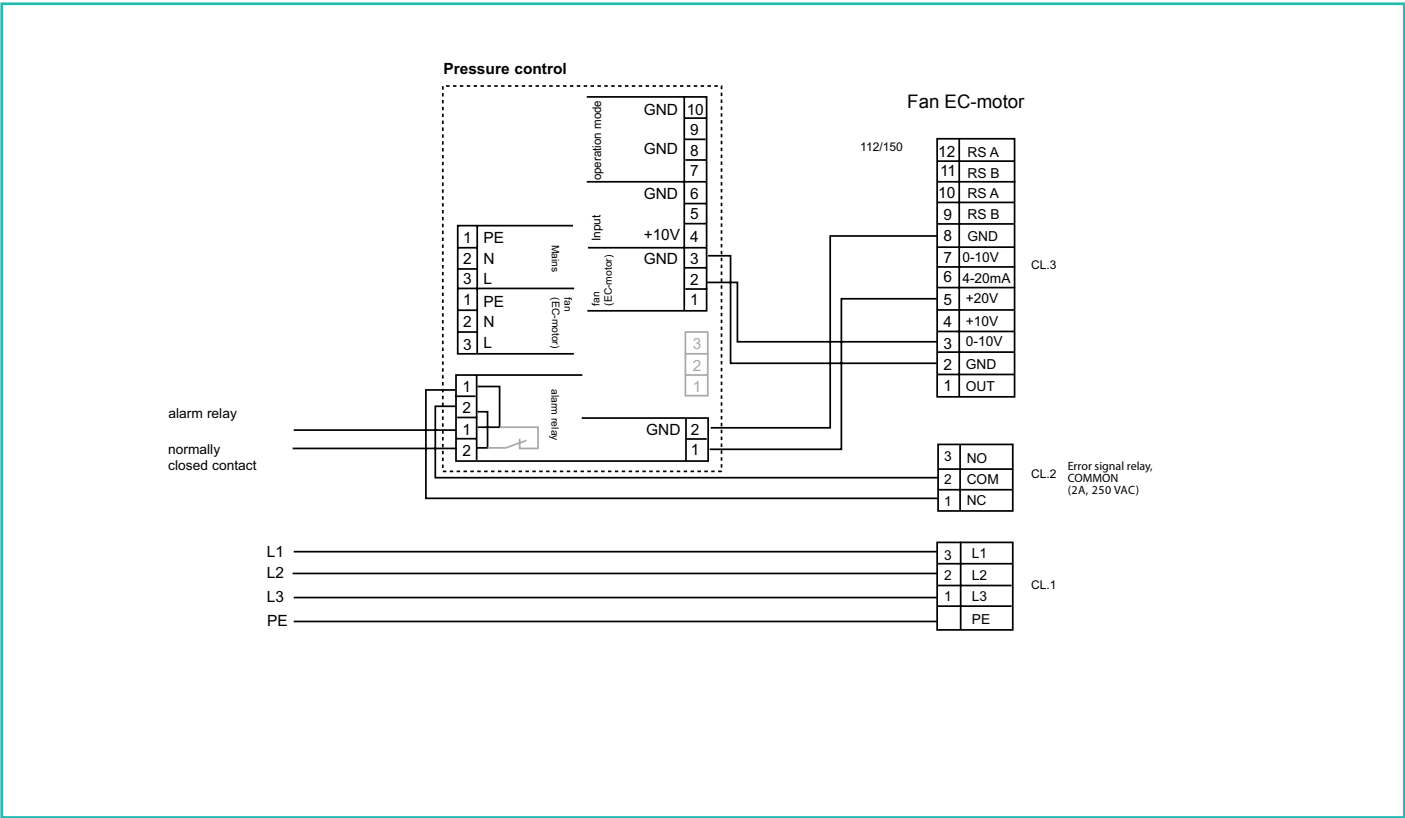 Pressure control
Fan EC-motor
operation mode
GND 10
9
GND 8
7
Input
GND 6
5
+10V 4
fan
(EC-motor)
GND 3
2
1
Mains
1 PE
2 N
3 L
fan
(EC-motor)
1 PE
2 N
3 L
3
2
1
alarm relay
1
2
1
2
GND 2
1
alarm relay
normally
closed contact
112/150
12 RS A
11 RS B
10 RS A
9 RS B
8 GND
7 0-10V
6 4-20mA
5 +20V
4 +10V
3 0-10V
2 GND
1 OUT
CL.3
3 NO
2 COM
1 NC
CL.2
Error signal relay,
COMMON
(2A, 250 VAC)
L1
L2
L3
PE
3 L1
2 L2
1 L3
PE
CL.1